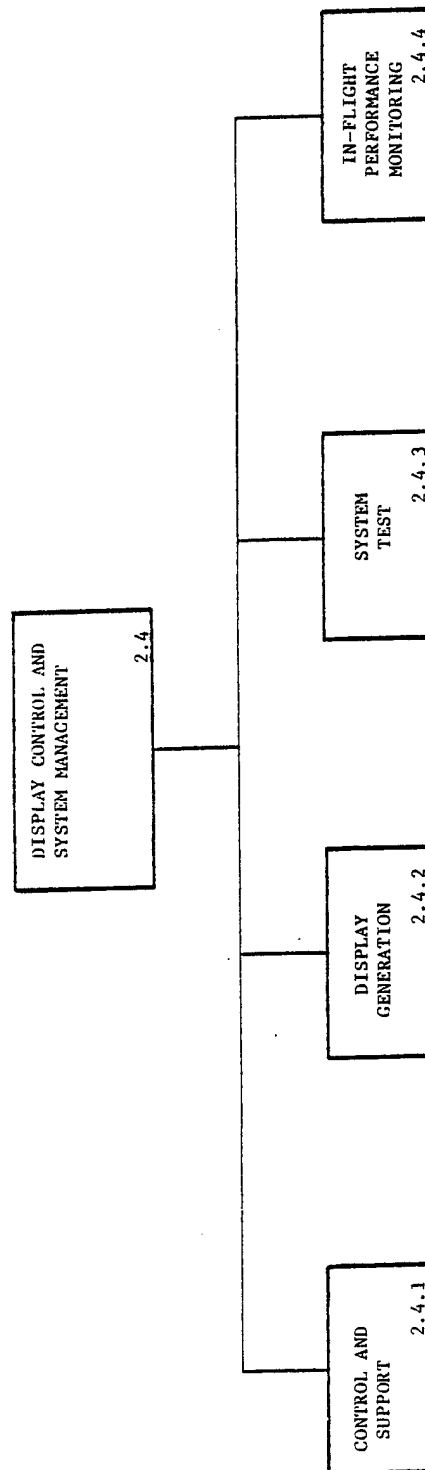 DISPLAY CONTROL AND
SYSTEM MANAGEMENT
2.4
CONTROL AND
SUPPORT
2.4.1
DISPLAY
GENERATION
2.4.2
SYSTEM
TEST
2.4.3
IN-FLIGHT
PERFORMANCE
MONITORING
2.4.4